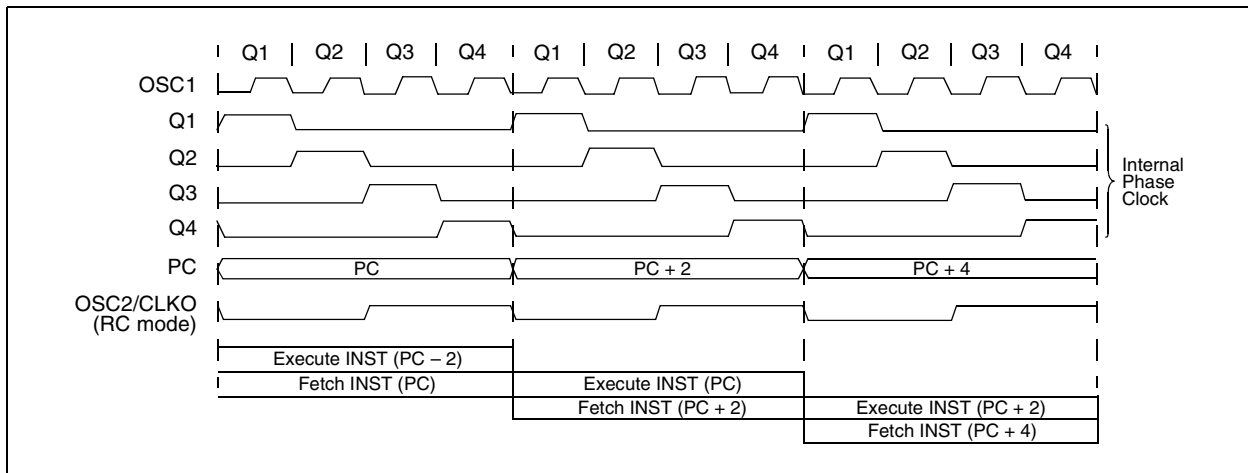 Q1 Q2 Q3 Q4 Q1 Q2 Q3 Q4 Q1 Q2 Q3 Q4
OSC1
Q1
Q2
Q3
Q4
Internal
Phase
Clock
PC PC PC + 2 PC + 4
OSC2/CLKO
(RC mode)
Execute INST (PC – 2)
Fetch INST (PC) Execute INST (PC)
Fetch INST (PC + 2) Execute INST (PC + 2)
Fetch INST (PC + 4)